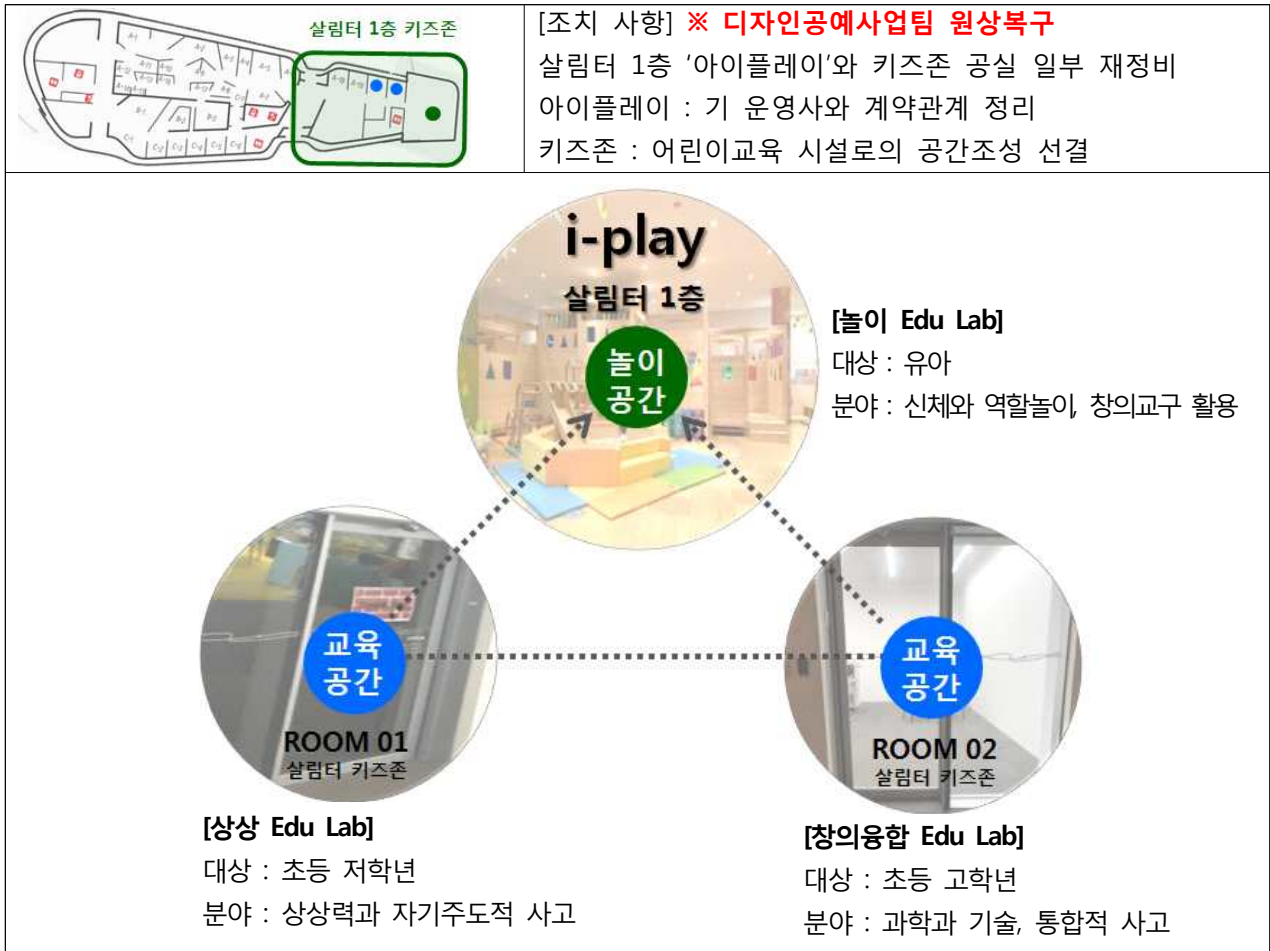 살림터 1층 키즈존
[조치 사항] ※ 디자인공예사업팀 원상복구
살림터 1층 '아이플레이'와 키즈존 공실 일부 재정비
아이플레이 : 기 운영사와 계약관계 정리
키즈존 : 어린이교육 시설로의 공간조성 선결
i-play
살림터 1층
놀이
공간
[놀이 Edu Lab]
대상 : 유아
분야 : 신체와 역할놀이, 창의교구 활용
교육
공간
ROOM 01
살림터 키즈존
교육
공간
ROOM 02
살림터 키즈존
[상상 Edu Lab]
대상 : 초등 저학년
분야 : 상상력과 자기주도적 사고
[창의융합 Edu Lab]
대상 : 초등 고학년
분야 : 과학과 기술, 통합적 사고